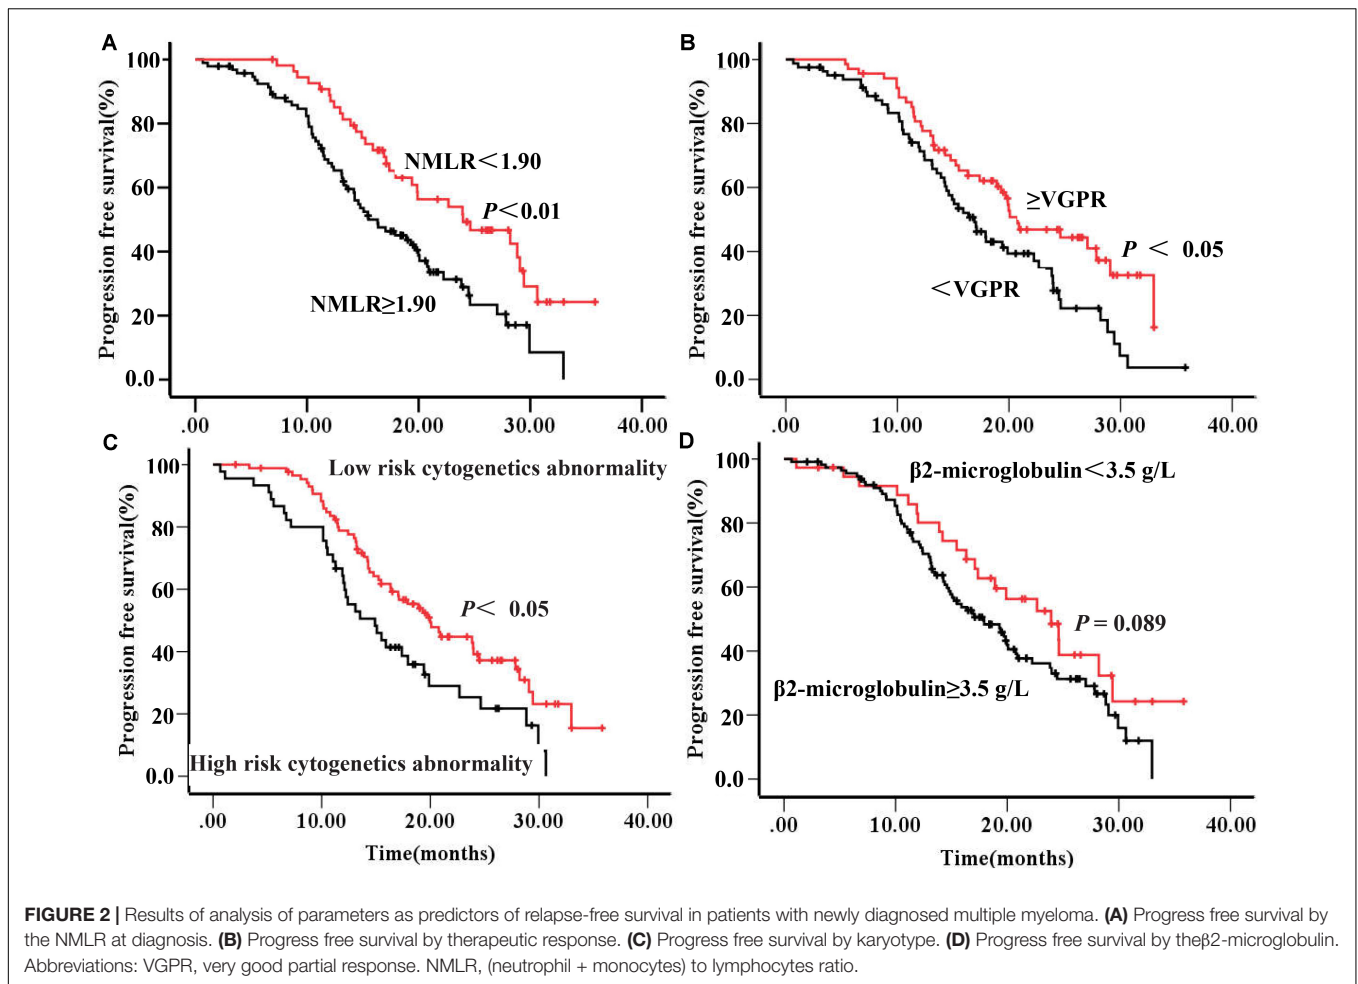 A
Progression free survival(%)
100
80
60
40
20
0.0
NMLR<1.90
P<0.01
NMLR≥1.90
.00 10.00 20.00 30.00 40.00
B
Progression free survival(%)
100
80
60
40
20
0.0
≥VGPR
P < 0.05
<VGPR
.00 10.00 20.00 30.00 40.00
C
Progression free survival(%)
100
80
60
40
20
0.0
Low risk cytogenetics abnormality
P< 0.05
High risk cytogenetics abnormality
.00 10.00 20.00 30.00 40.00
Time(months)
D
Progression free survival(%)
100
80
60
40
20
0.0
β2-microglobulin<3.5 g/L
P = 0.089
β2-microglobulin≥3.5 g/L
.00 10.00 20.00 30.00 40.00
Time(months)
FIGURE 2 | Results of analysis of parameters as predictors of relapse-free survival in patients with newly diagnosed multiple myeloma. (A) Progress free survival by
the NMLR at diagnosis. (B) Progress free survival by therapeutic response. (C) Progress free survival by karyotype. (D) Progress free survival by theβ2-microglobulin.
Abbreviations: VGPR, very good partial response. NMLR, (neutrophil + monocytes) to lymphocytes ratio.